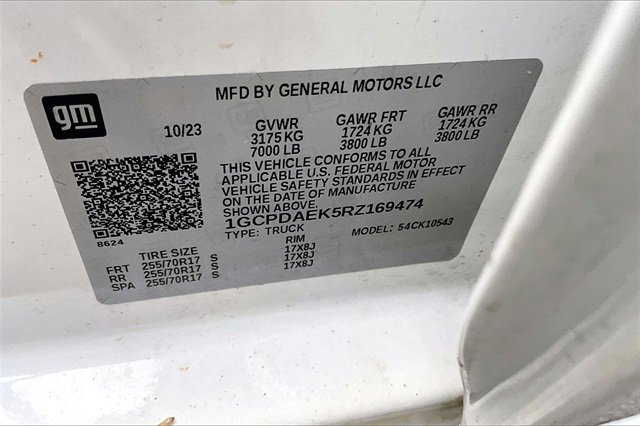 MFD BY GENERAL MOTORS LLC
gm
10/23 GVWR GAWR FRT GAWR RR
3175 KG 1724 KG 1724 KG
7000 LB 3800 LB 3800 LB
THIS VEHICLE CONFORMS TO ALL
APPLICABLE U.S. FEDERAL MOTOR
VEHICLE SAFETY STANDARDS IN EFFECT
ON THE DATE OF MANUFACTURE
SHOWN ABOVE.
1GCPDAEK5RZ169474
8624
TYPE: TRUCK MODEL: 54CK10543
TIRE SIZE RIM
FRT 255/70R17 S 17X8J
RR 255/70R17 S 17X8J
SPA 255/70R17 S 17X8J